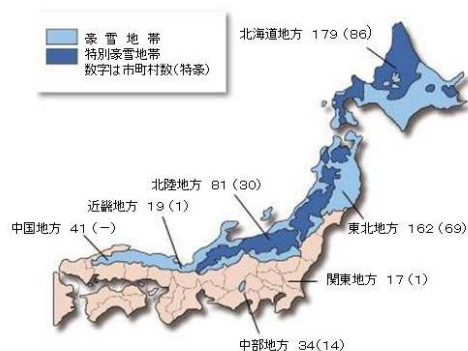 豪雪地帯
特別豪雪地帯
数字は市町村数(特豪)
北海道地方 179(86)
北陸地方 81(30)
近畿地方 19(1)
中国地方 41(-)
東北地方 162(69)
関東地方 17(1)
中部地方 34(14)